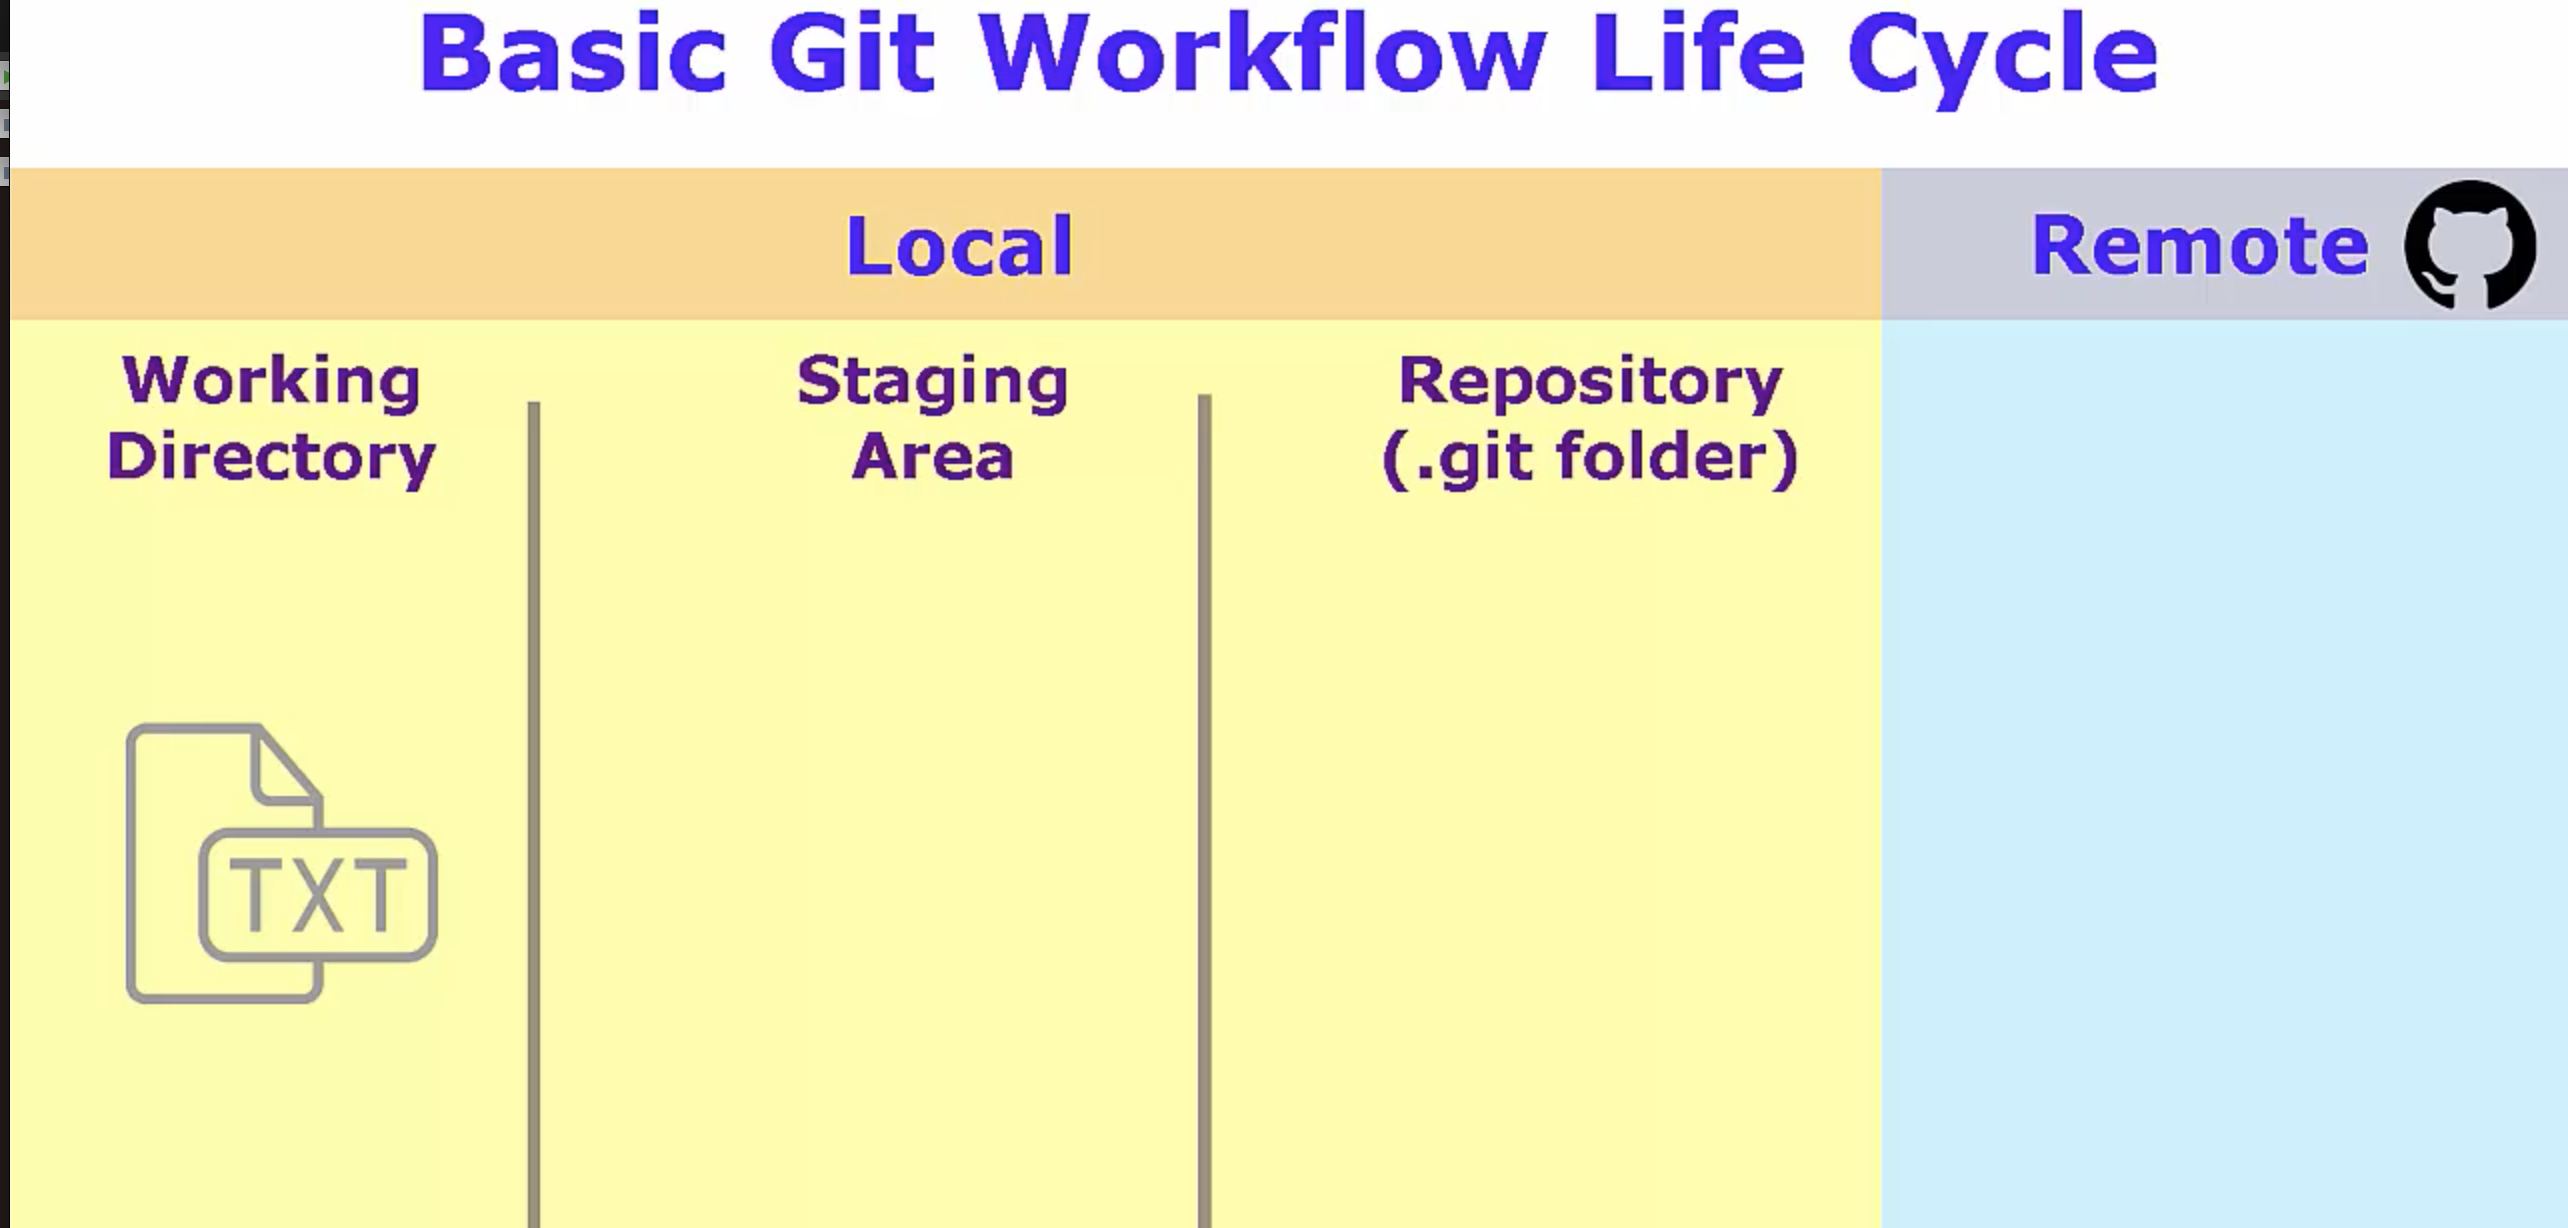 Basic Git Workflow Life Cycle
Local
Remote
Working
Directory
Staging
Area
Repository
(.git folder)
TXT